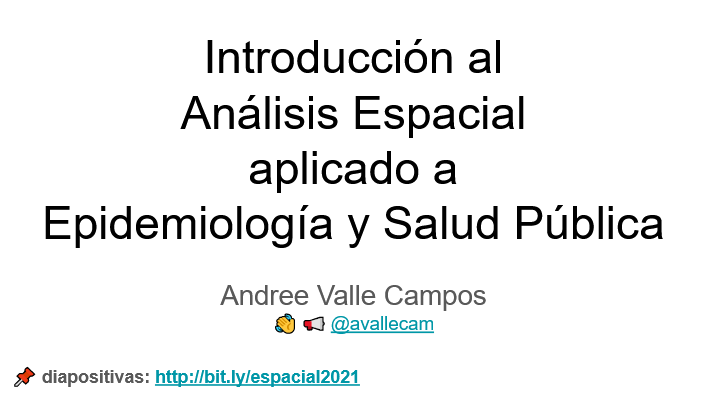 Introducción al
Análisis Espacial
aplicado a
Epidemiología y Salud Pública
Andree Valle Campos
👏 📢 @avallecam
📌 diapositivas: http://bit.ly/espacial2021